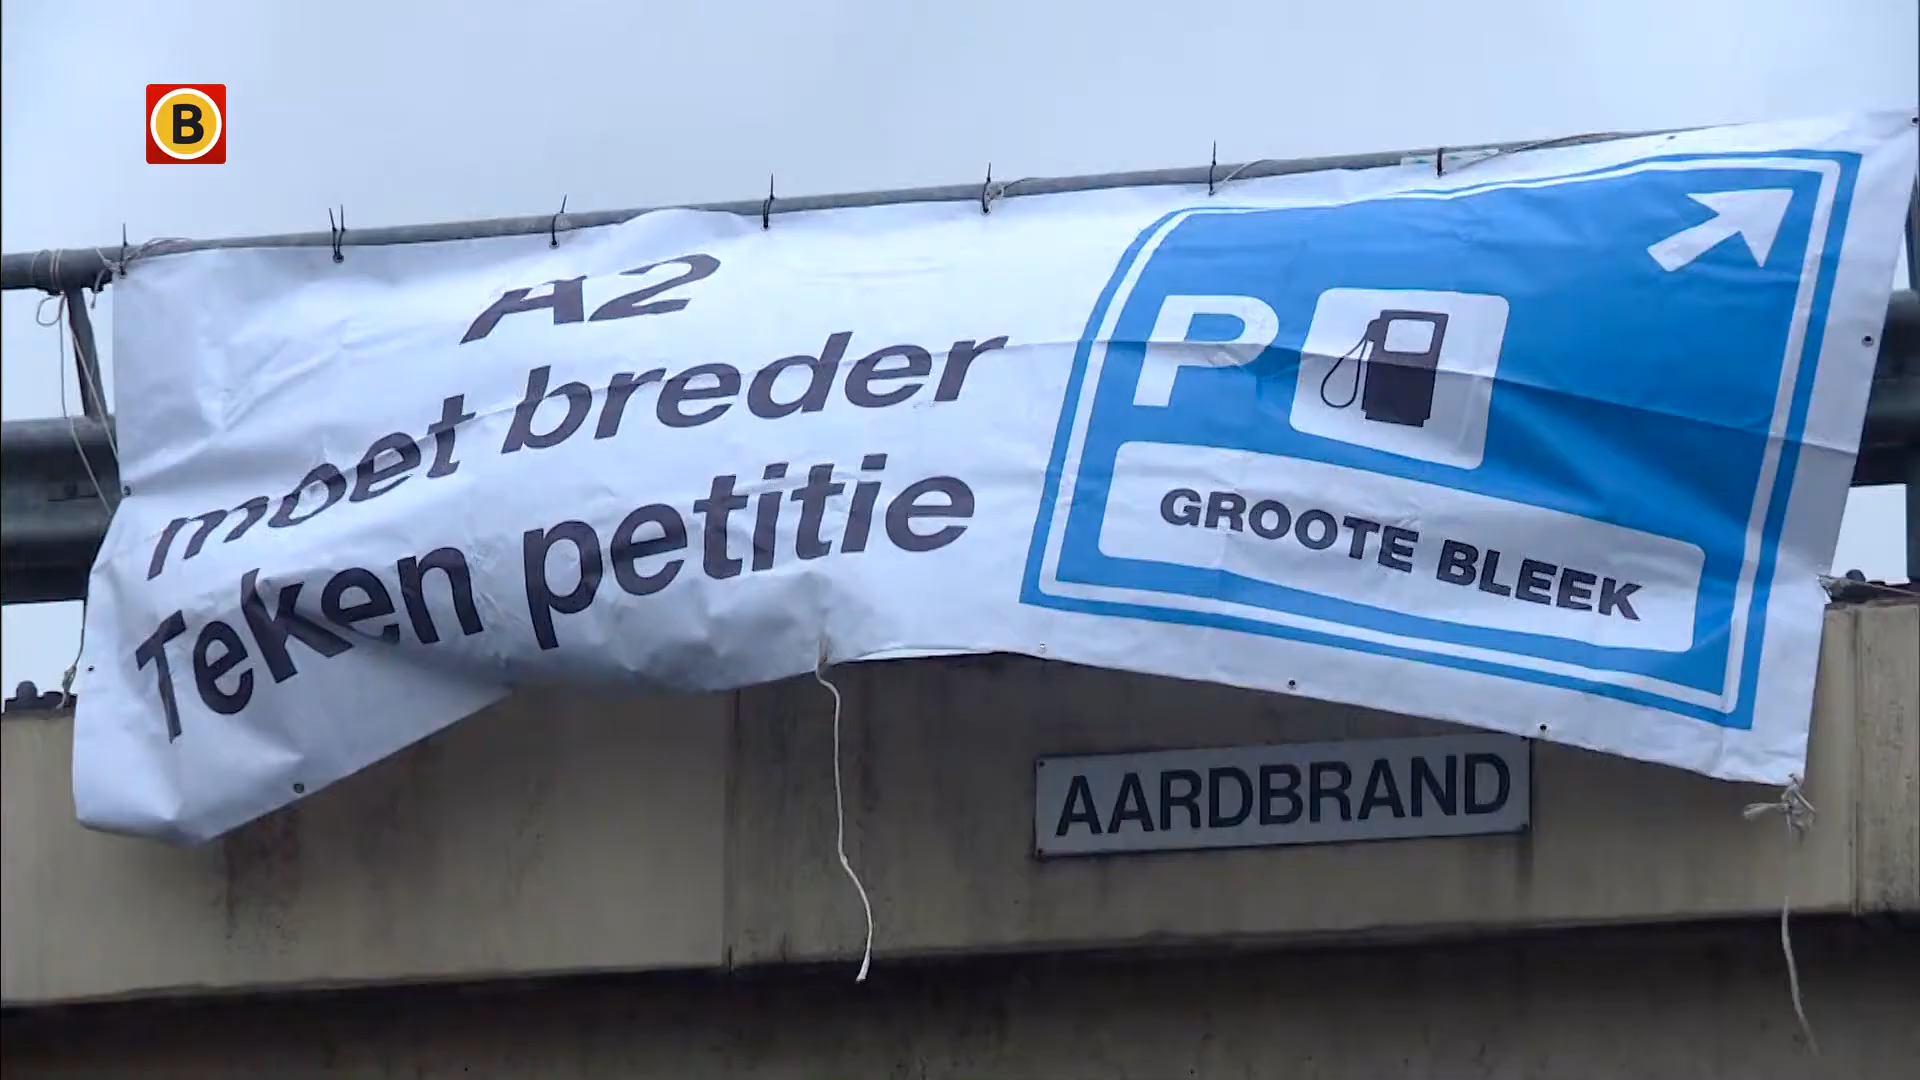 B
A2
moet breder
Teken petitie
P
GROOTE BLEEK
AARDBRAND